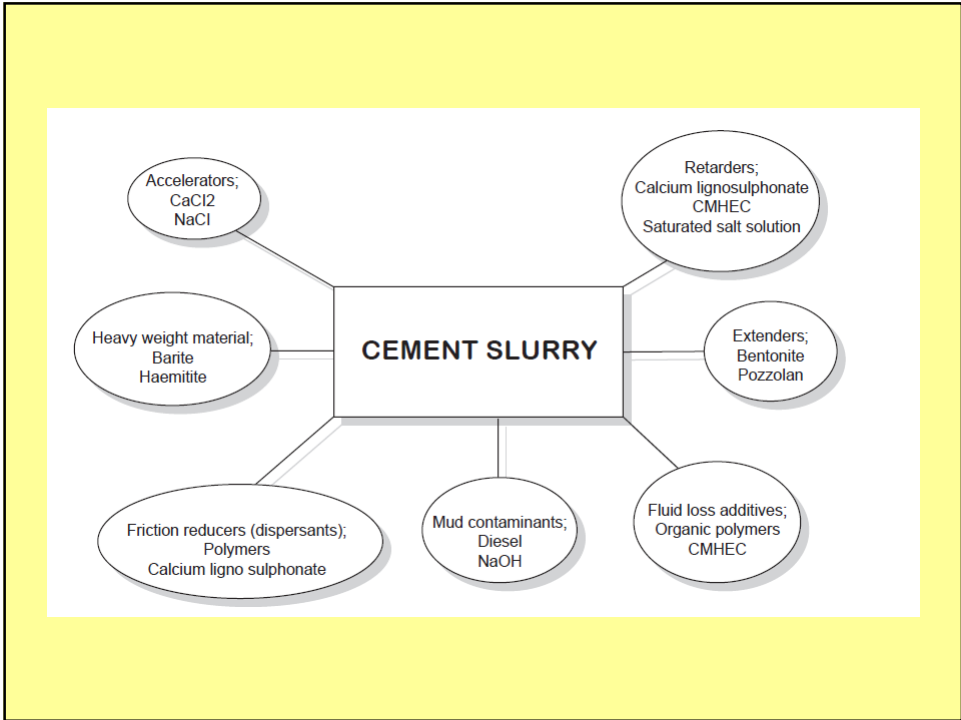 Accelerators;
CaCl2
NaCl
Retarders;
Calcium lignosulphonate
CMHEC
Saturated salt solution
Heavy weight material;
Barite
Haemitite
CEMENT SLURRY
Extenders;
Bentonite
Pozzolan
Friction reducers (dispersants);
Polymers
Calcium ligno sulphonate
Mud contaminants;
Diesel
NaOH
Fluid loss additives;
Organic polymers
CMHEC